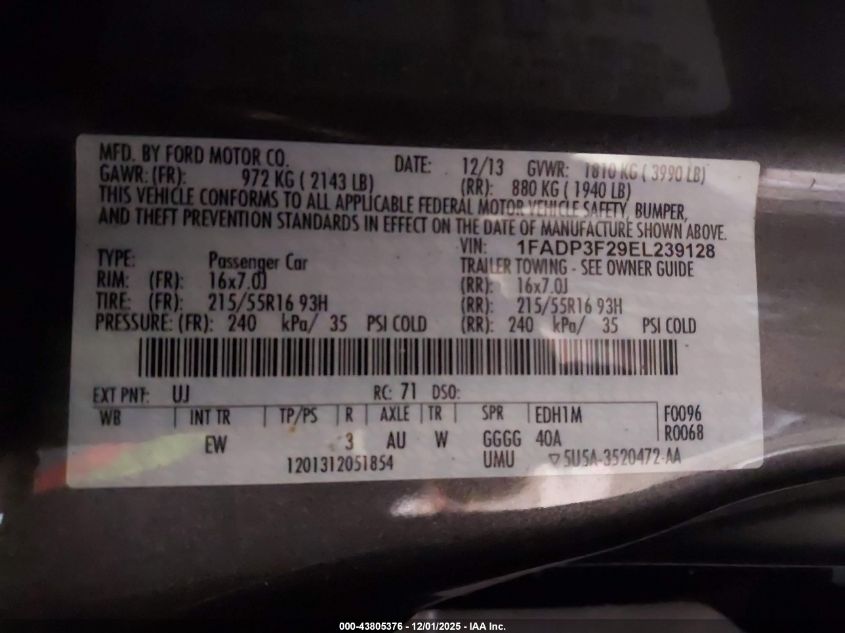 MFD. BY FORD MOTOR CO. DATE: 12/13 GVWR: 1810 KG ( 3990 LB)
GAWR: (FR): 972 KG ( 2143 LB) (RR): 880 KG ( 1940 LB)
THIS VEHICLE CONFORMS TO ALL APPLICABLE FEDERAL MOTOR VEHICLE SAFETY, BUMPER,
AND THEFT PREVENTION STANDARDS IN EFFECT ON THE DATE OF MANUFACTURE SHOWN ABOVE.
VIN: 1FADP3F29EL239128
TYPE: Passenger Car TRAILER TOWING - SEE OWNER GUIDE
RIM: (FR): 16x7.0J (RR): 16x7.0J
TIRE: (FR): 215/55R16 93H (RR): 215/55R16 93H
PRESSURE: (FR): 240 kPa/ 35 PSI COLD (RR): 240 kPa/ 35 PSI COLD
EXT PNT: UJ RC: 71 DSO:
WB INT TR TP/PS R AXLE TR SPR EDH1M F0096
EW 3 AU W GGGG 40A R0068
1201312051854 UMU ▽5U5A-3520472-AA
000-43805376 - 12/01/2025 - IAA Inc.